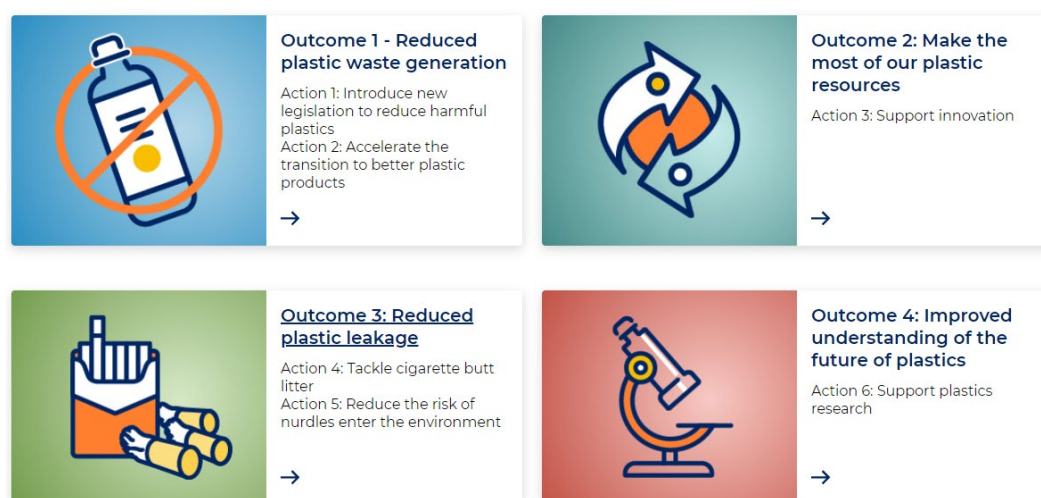 Outcome 1 - Reduced
plastic waste generation
Action 1: Introduce new
legislation to reduce harmful
plastics
Action 2: Accelerate the
transition to better plastic
products
Outcome 2: Make the
most of our plastic
resources
Action 3: Support innovation
Outcome 3: Reduced
plastic leakage
Action 4: Tackle cigarette butt
litter
Action 5: Reduce the risk of
nurdles enter the environment
Outcome 4: Improved
understanding of the
future of plastics
Action 6: Support plastics
research